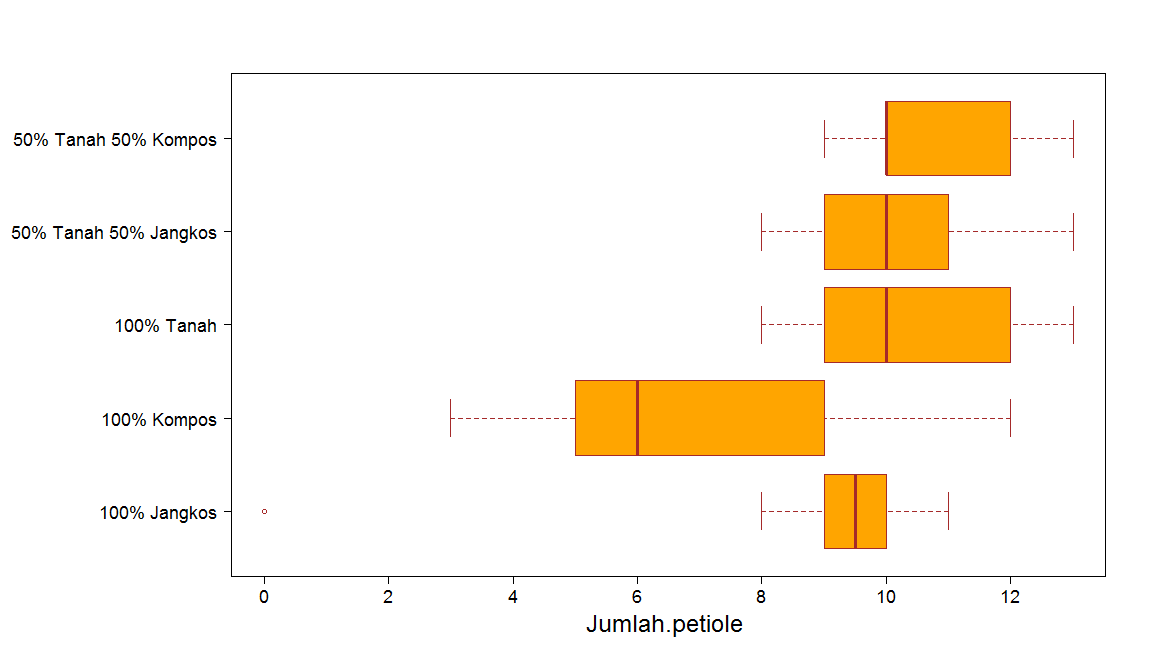 50% Tanah 50% Kompos
50% Tanah 50% Jangkos
100% Tanah
100% Kompos
100% Jangkos
0 2 4 6 8 10 12
Jumlah.petiole